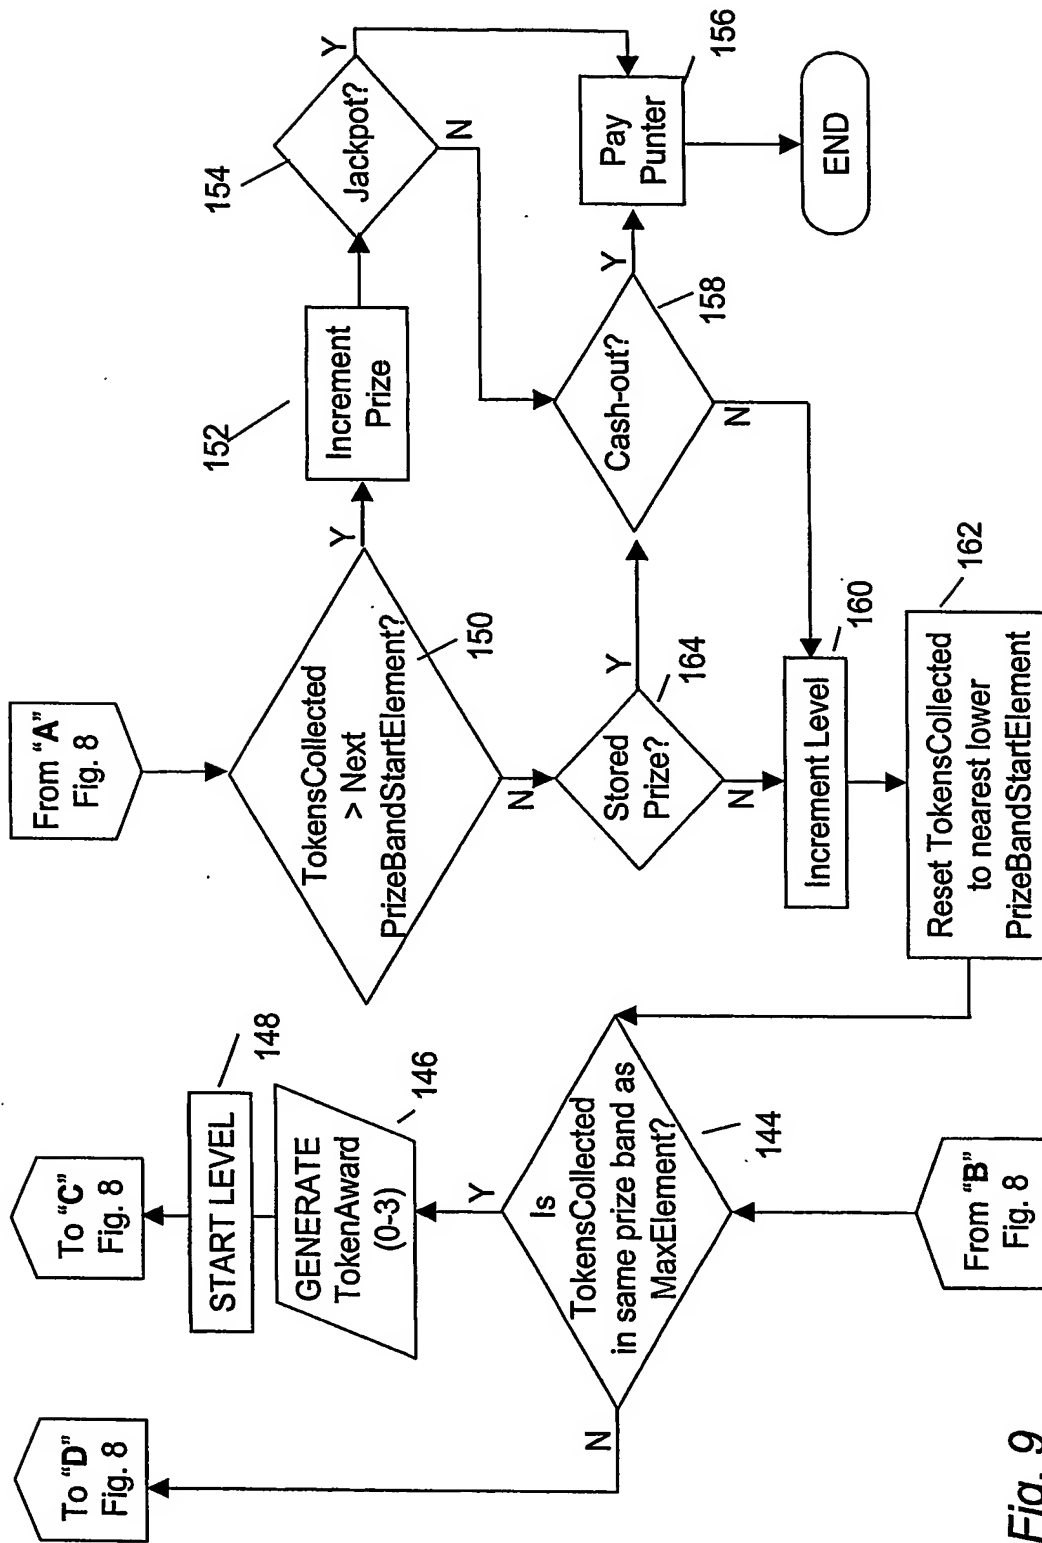 To "D"
Fig. 8
To "C"
Fig. 8
START LEVEL
148
GENERATE
TokenAward
(0-3)
146
Y
N
Is
TokensCollected
in same prize band as
MaxElement?
144
From "B"
Fig. 8
From "A"
Fig. 8
TokensCollected
> Next
PrizeBandStartElement?
150
Y
N
Increment
Prize
152
Jackpot?
154
Y
N
Stored
Prize?
164
Y
N
Cash-out?
158
Y
N
Pay
Punter
156
END
Increment Level
160
Reset TokensCollected
to nearest lower
PrizeBandStartElement
162
Fig. 9